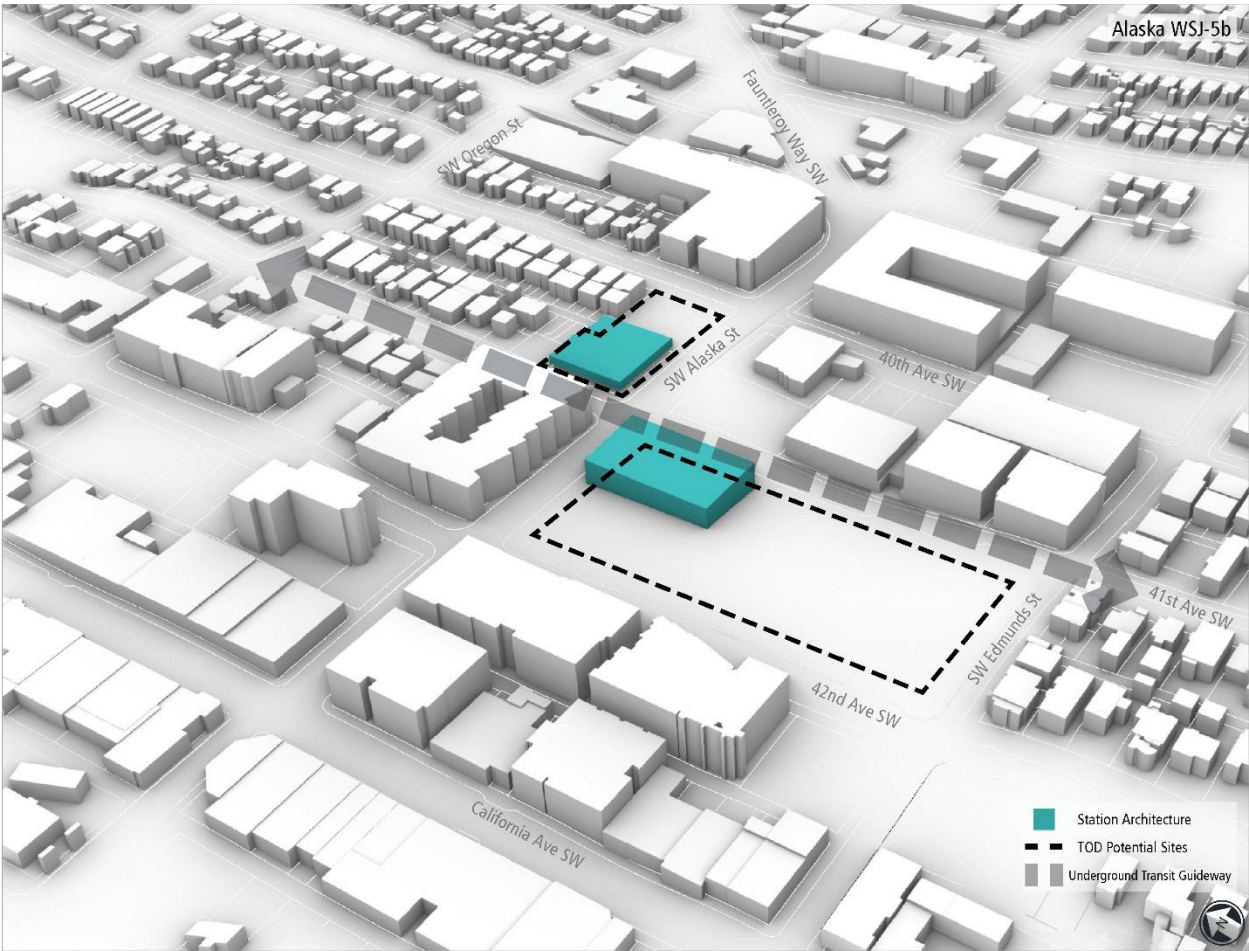 Alaska WSJ-5b
Fauntleroy Way SW
SW Oregon St
SW Alaska St
40th Ave SW
41st Ave SW
SW Edmunds St
42nd Ave SW
California Ave SW
Station Architecture
TOD Potential Sites
Underground Transit Guideway
N